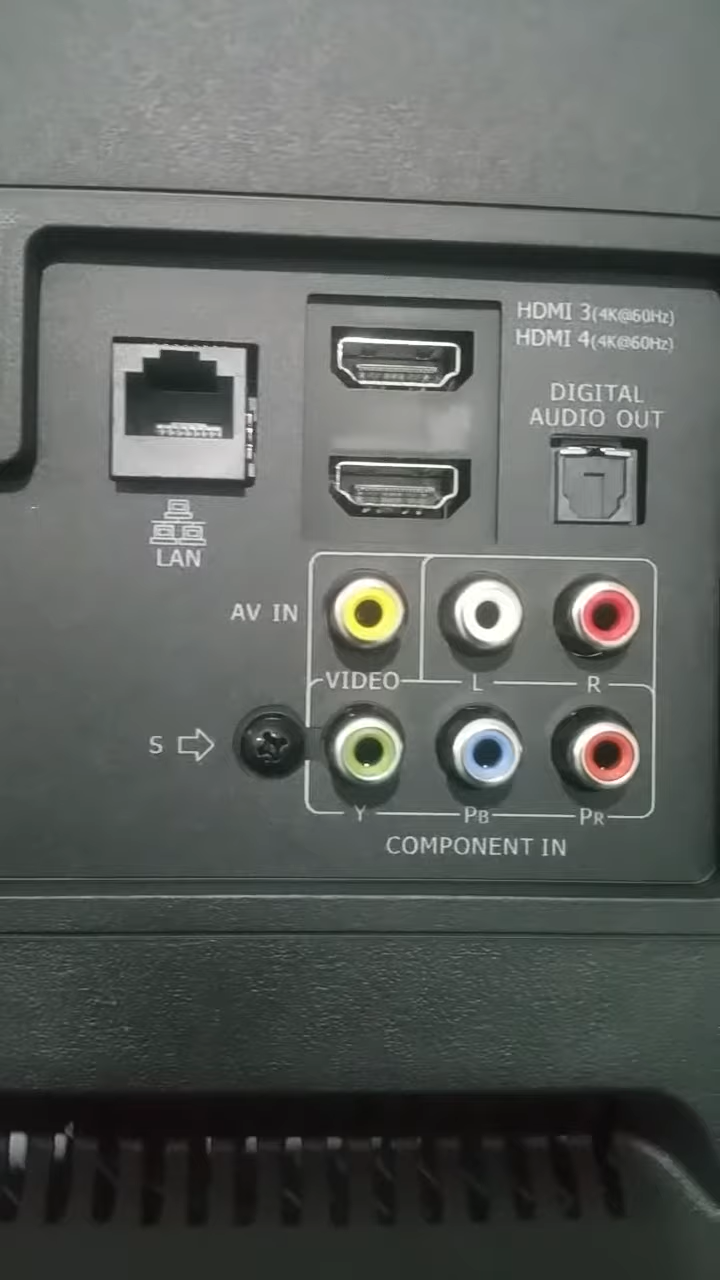 HDMI 3(4K@60Hz)
HDMI 4(4K@60Hz)
DIGITAL
AUDIO OUT
LAN
AV IN
VIDEO L R
S
Y PB PR
COMPONENT IN